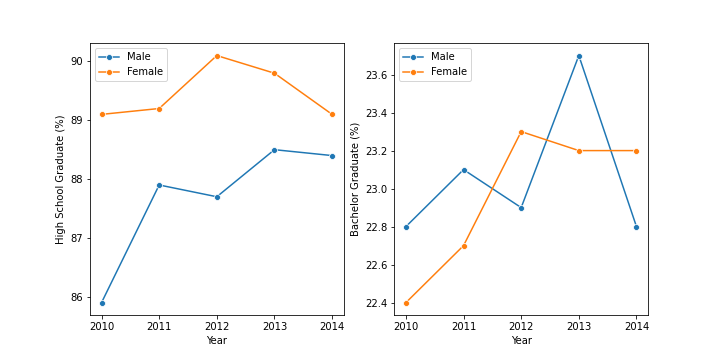 Male
Female
High School Graduate (%)
90
89
88
87
86
2010 2011 2012 2013 2014
Year
Male
Female
Bachelor Graduate (%)
23.6
23.4
23.2
23.0
22.8
22.6
22.4
2010 2011 2012 2013 2014
Year